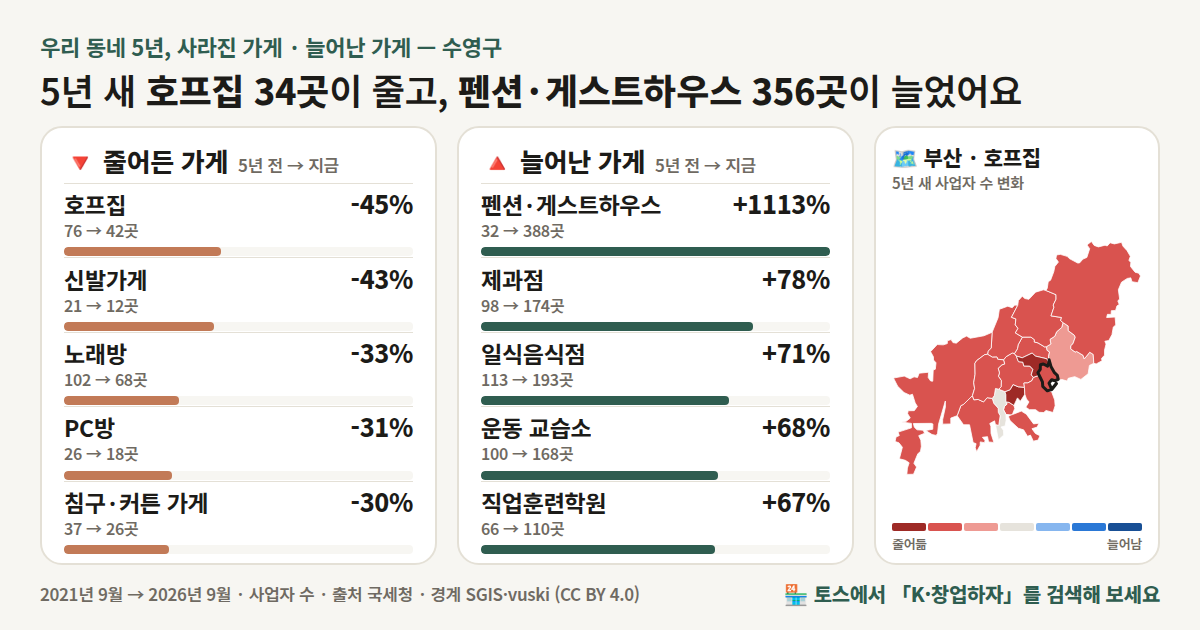 우리 동네 5년, 사라진 가게 · 늘어난 가게 — 수영구
5년 새 호프집 34곳이 줄고, 펜션·게스트하우스 356곳이 늘었어요
줄어든 가게 5년 전 → 지금
호프집 -45%
76 → 42곳
신발가게 -43%
21 → 12곳
노래방 -33%
102 → 68곳
PC방 -31%
26 → 18곳
침구·커튼 가게 -30%
37 → 26곳
늘어난 가게 5년 전 → 지금
펜션·게스트하우스 +1113%
32 → 388곳
제과점 +78%
98 → 174곳
일식음식점 +71%
113 → 193곳
운동 교습소 +68%
100 → 168곳
직업훈련학원 +67%
66 → 110곳
부산 · 호프집
5년 새 사업자 수 변화
줄어듦 늘어남
2021년 9월 → 2026년 9월 · 사업자 수 · 출처 국세청 · 경계 SGIS·vuski (CC BY 4.0)
토스에서 「K·창업하자」를 검색해 보세요